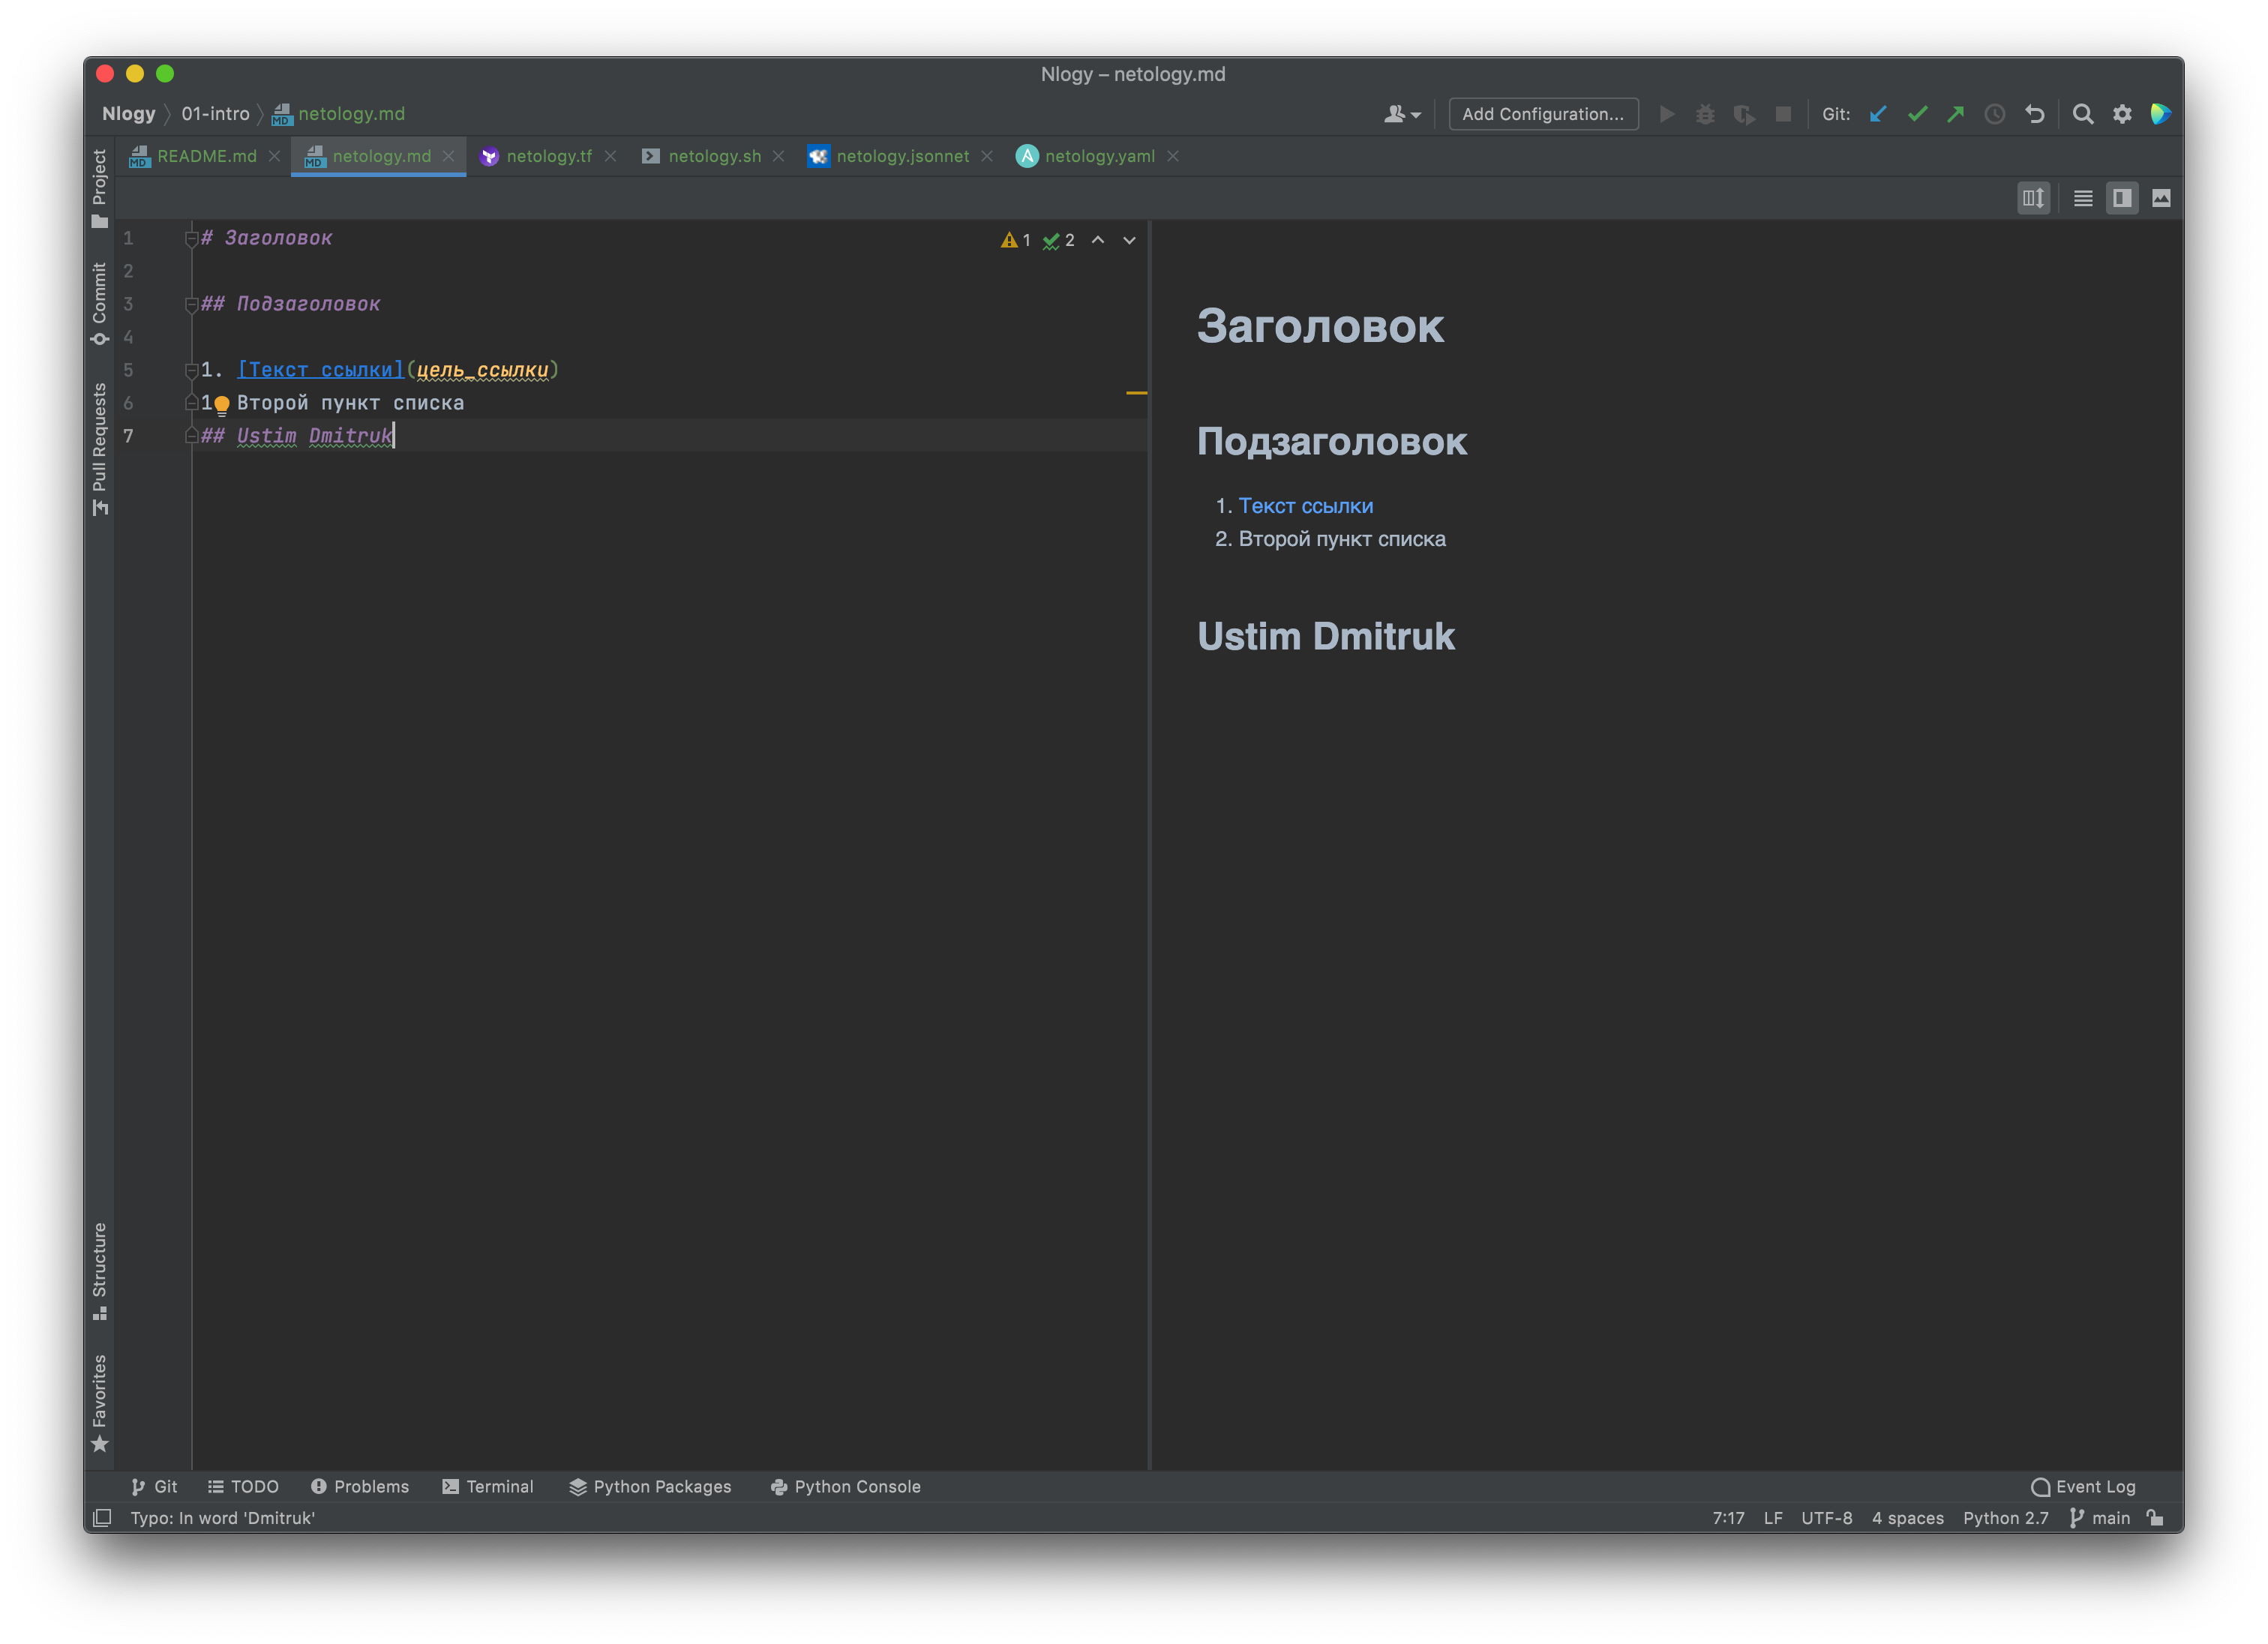 Nlogy – netology.md
Nlogy 01-intro netology.md Add Configuration... Git:
README.md netology.md netology.tf netology.sh netology.jsonnet netology.yaml
Project
Commit
Pull Requests
Structure
Favorites
1 # Заголовок
2
3 ## Подзаголовок
4
5 1. [Текст ссылки](цель_ссылки)
6 1 Второй пункт списка
7 ## Ustim Dmitruk
1 2
Заголовок
Подзаголовок
1. Текст ссылки
2. Второй пункт списка
Ustim Dmitruk
Git TODO Problems Terminal Python Packages Python Console Event Log
Typo: In word 'Dmitruk' 7:17 LF UTF-8 4 spaces Python 2.7 main